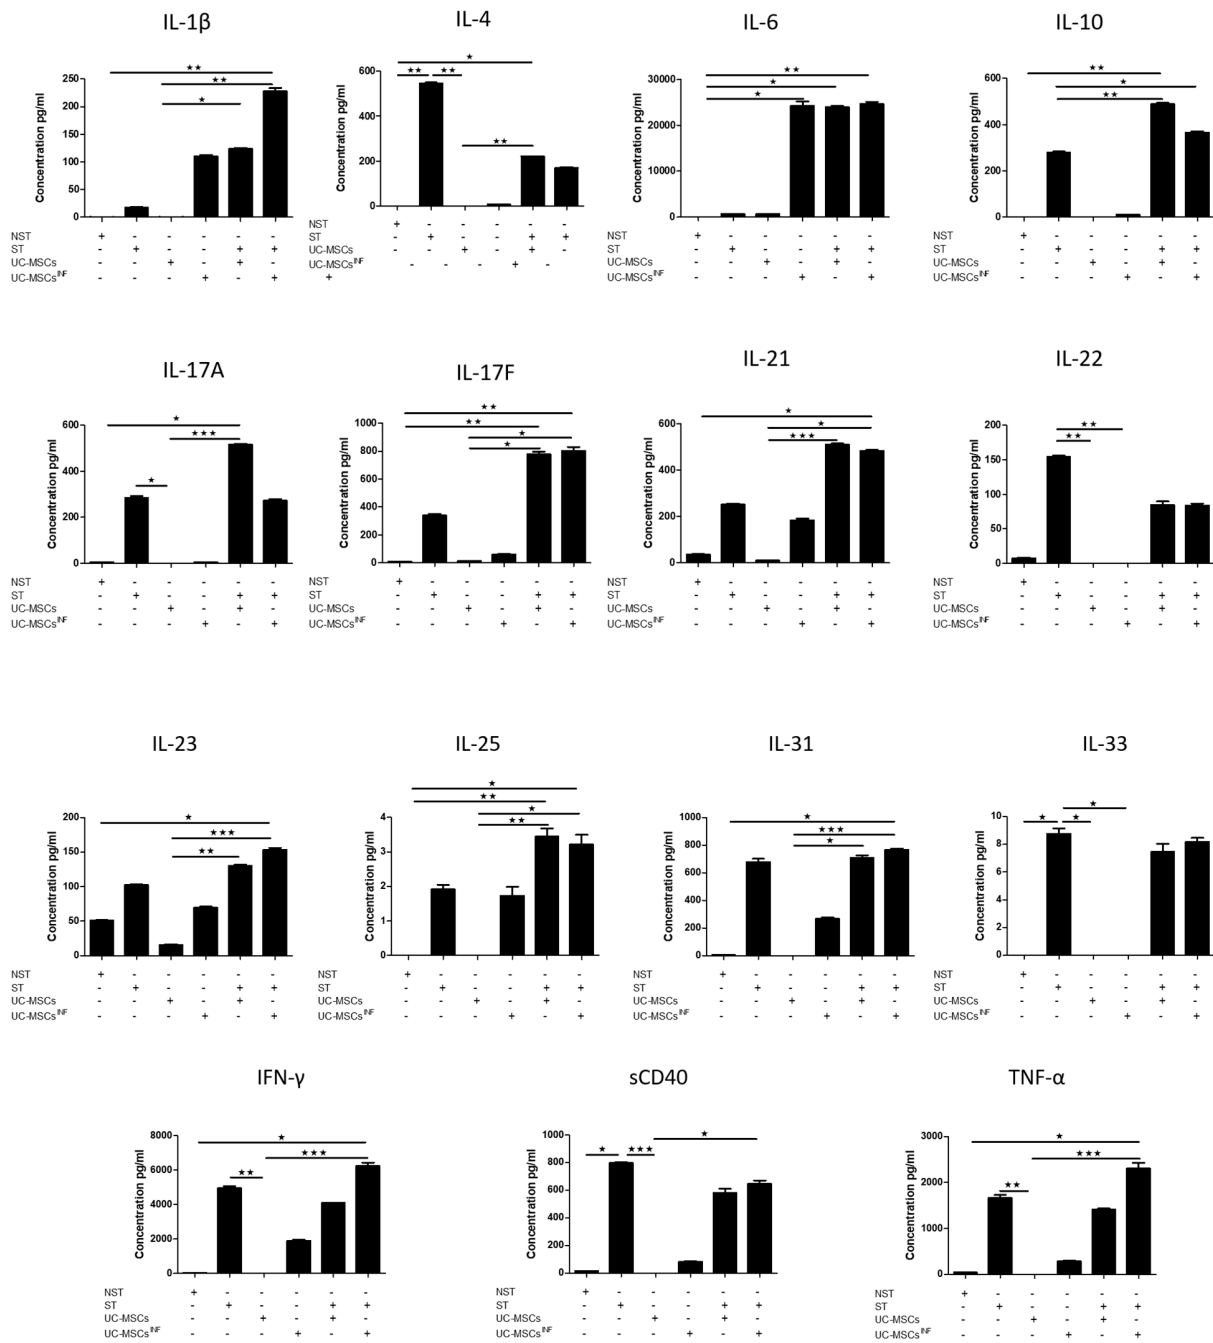 IL-1β
★★
★★
★
Concentration pg/ml
250
200
150
100
50
0
NST + - - - - -
ST - + - - + +
UC-MSCs - - + - + -
UC-MSCs^INF - - - + - +
IL-4
★
★★ ★★
★★
Concentration pg/ml
600
400
200
0
NST + - - - - -
ST - + - - + +
UC-MSCs - - + - + -
UC-MSCs^INF - - - + -
+
IL-6
★★
★
★
Concentration pg/ml
30000
20000
10000
0
NST + - - - - -
ST - + - - + +
UC-MSCs - - + - + -
UC-MSCs^INF - - - + - +
IL-10
★★
★
★★
Concentration pg/ml
600
400
200
0
NST + - - - - -
ST - + - - + +
UC-MSCs - - + - + -
UC-MSCs^INF - - - + - +
IL-17A
★
★★★
★
Concentration pg/ml
600
400
200
0
NST + - - - - -
ST - + - - + +
UC-MSCs - - + - + -
UC-MSCs^INF - - - + - +
IL-17F
★★
★★
★
★
Concentration pg/ml
1000
800
600
400
200
0
NST + - - - - -
ST - + - - + +
UC-MSCs - - + - + -
UC-MSCs^INF - - - + - +
IL-21
★
★
★★★
Concentration pg/ml
600
400
200
0
NST + - - - - -
ST - + - - + +
UC-MSCs - - + - + -
UC-MSCs^INF - - - + - +
IL-22
★★
★★
Concentration pg/ml
200
150
100
50
0
NST + - - - - -
ST - + - - + +
UC-MSCs - - + - + -
UC-MSCs^INF - - - + - +
IL-23
★
★★★
★★
Concentration pg/ml
200
150
100
50
0
NST + - - - - -
ST - + - - + +
UC-MSCs - - + - + -
UC-MSCs^INF - - - + - +
IL-25
★
★★
★
★★
Concentration pg/ml
4
3
2
1
0
NST + - - - - -
ST - + - - + +
UC-MSCs - - + - + -
UC-MSCs^INF - - - + - +
IL-31
★
★★★
★
Concentration pg/ml
1000
800
600
400
200
0
NST + - - - - -
ST - + - - + +
UC-MSCs - - + - + -
UC-MSCs^INF - - - + - +
IL-33
★
★ ★
Concentration pg/ml
10
8
6
4
2
0
NST + - - - - -
ST - + - - + +
UC-MSCs - - + - + -
UC-MSCs^INF - - - + - +
IFN-γ
★
★★★
★★
Concentration pg/ml
8000
6000
4000
2000
0
NST + - - - - -
ST - + - - + +
UC-MSCs - - + - + -
UC-MSCs^INF - - - + - +
sCD40
★ ★★★ ★
Concentration pg/ml
1000
800
600
400
200
0
NST + - - - - -
ST - + - - + +
UC-MSCs - - + - + -
UC-MSCs^INF - - - + - +
TNF-α
★
★★★
★★
Concentration pg/ml
3000
2000
1000
0
NST + - - - - -
ST - + - - + +
UC-MSCs - - + - + -
UC-MSCs^INF - - - + - +